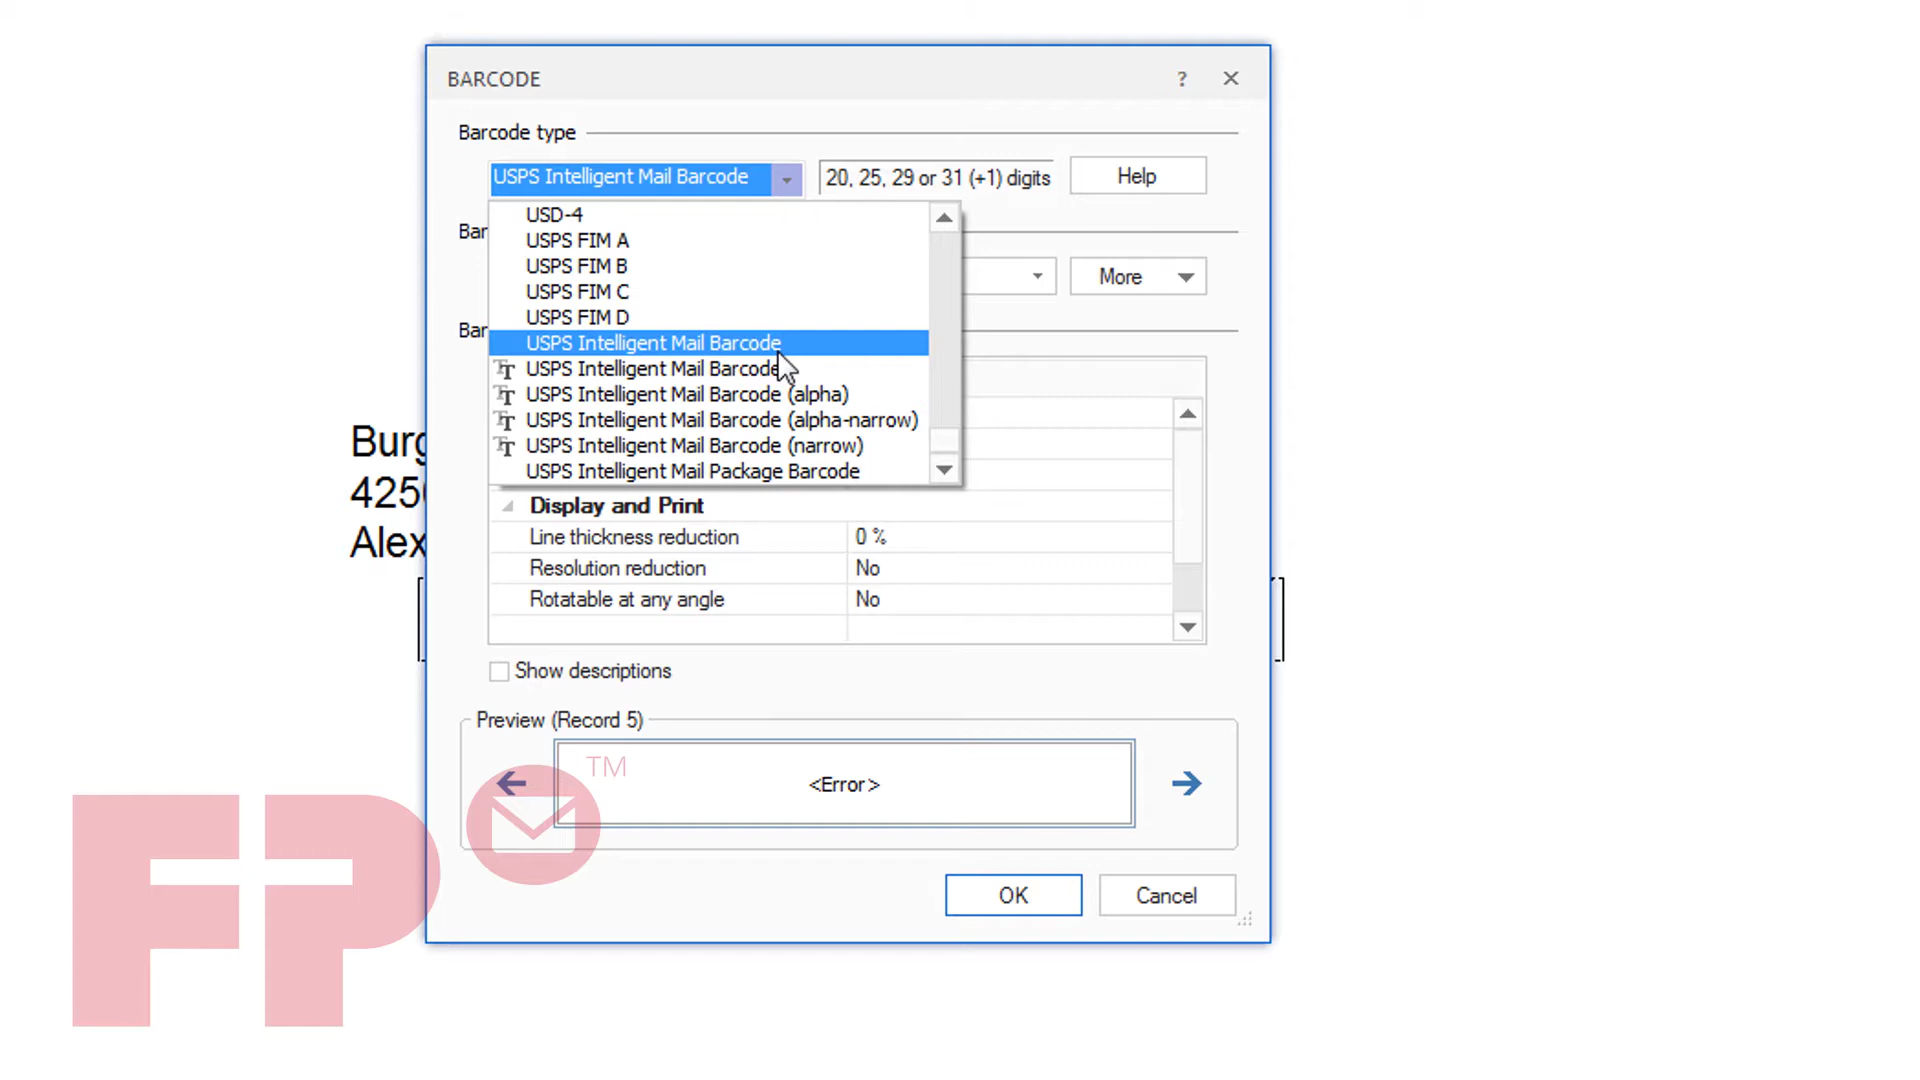 BARCODE ?
Barcode type
USPS Intelligent Mail Barcode 20, 25, 29 or 31 (+1) digits Help
USD-4
USPS FIM A
Bar
USPS FIM B
USPS FIM C More
USPS FIM D
Bar
USPS Intelligent Mail Barcode
USPS Intelligent Mail Barcode
USPS Intelligent Mail Barcode (alpha)
USPS Intelligent Mail Barcode (alpha-narrow)
USPS Intelligent Mail Barcode (narrow)
USPS Intelligent Mail Package Barcode
Burg
425
Alex
Display and Print
Line thickness reduction 0 %
Resolution reduction No
Rotatable at any angle No
Show descriptions
Preview (Record 5)
TM
<Error>
FP
OK Cancel